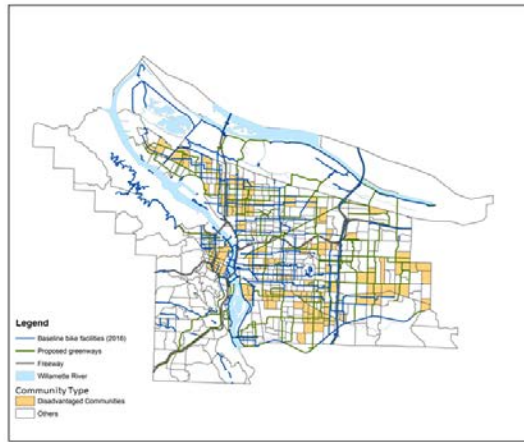 Legend
Baseline bike facilities (2016)
Proposed greenways
Freeway
Willamette River
Community Type
Disadvantaged Communities
Others